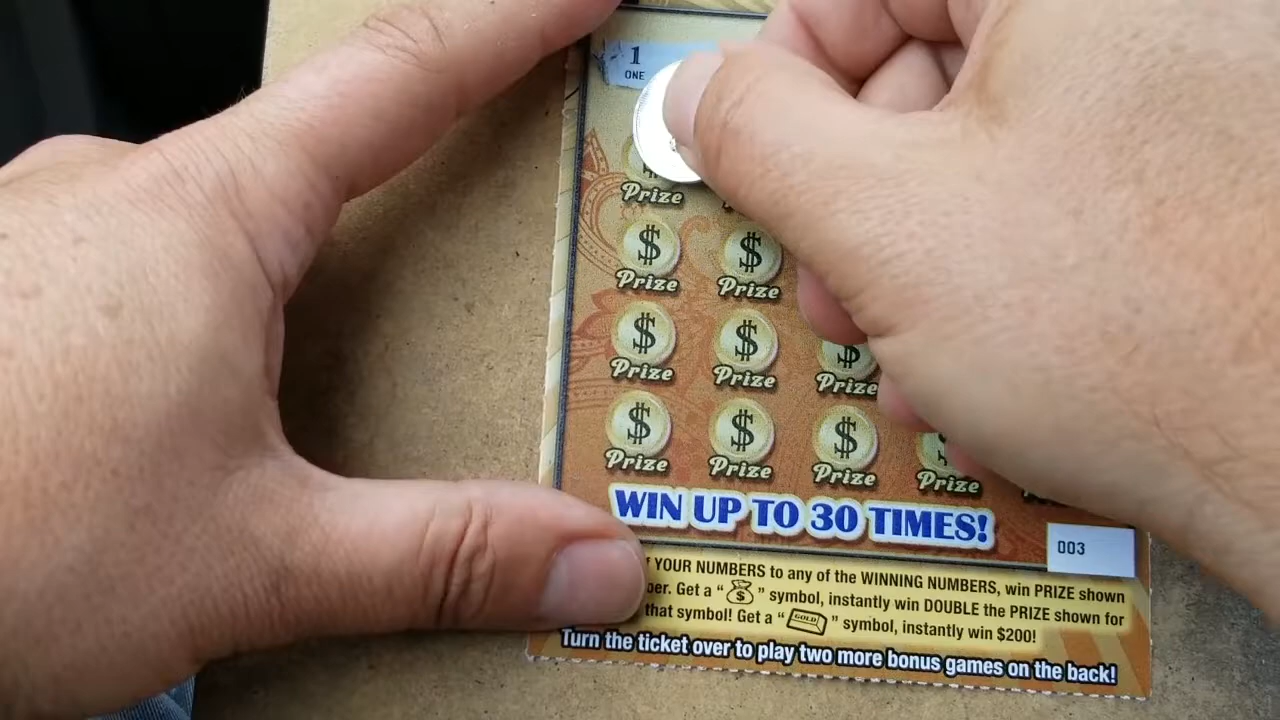 1
ONE
$
Prize
$ $
Prize Prize
$ $ $
Prize Prize Prize
$ $ $ $
Prize Prize Prize Prize
WIN UP TO 30 TIMES!
003
YOUR NUMBERS to any of the WINNING NUMBERS, win PRIZE shown
Get a "$" symbol, instantly win DOUBLE the PRIZE shown for
that symbol! Get a "GOLD" symbol, instantly win $200!
Turn the ticket over to play two more bonus games on the back!